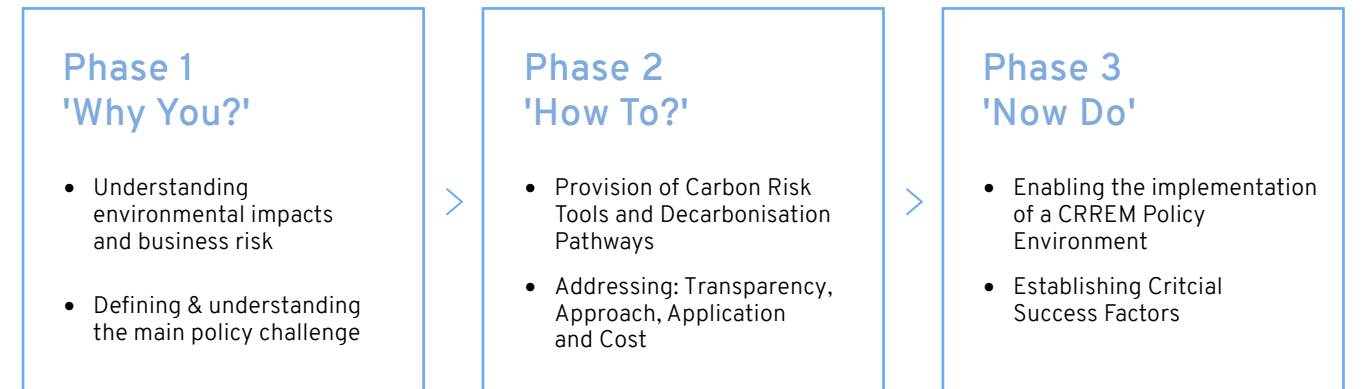 Phase 1
'Why You?'
• Understanding
environmental impacts
and business risk
• Defining & understanding
the main policy challenge
>
Phase 2
'How To?'
• Provision of Carbon Risk
Tools and Decarbonisation
Pathways
• Addressing: Transparency,
Approach, Application
and Cost
>
Phase 3
'Now Do'
• Enabling the implementation
of a CRREM Policy
Environment
• Establishing Critcial
Success Factors